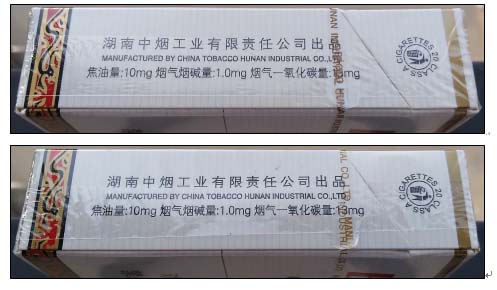 湖南中烟工业有限责任公司出品
MANUFACTURED BY CHINA TOBACCO HUNAN INDUSTRIAL CO.,LTD
焦油量:10mg 烟气烟碱量:1.0mg 烟气一氧化碳量:13mg
CIGARETTES 20
CLASS A
湖南中烟工业有限责任公司出品
MANUFACTURED BY CHINA TOBACCO HUNAN INDUSTRIAL CO.,LTD
焦油量:10mg 烟气烟碱量:1.0mg 烟气一氧化碳量:13mg
CIGARETTES 20
CLASS A